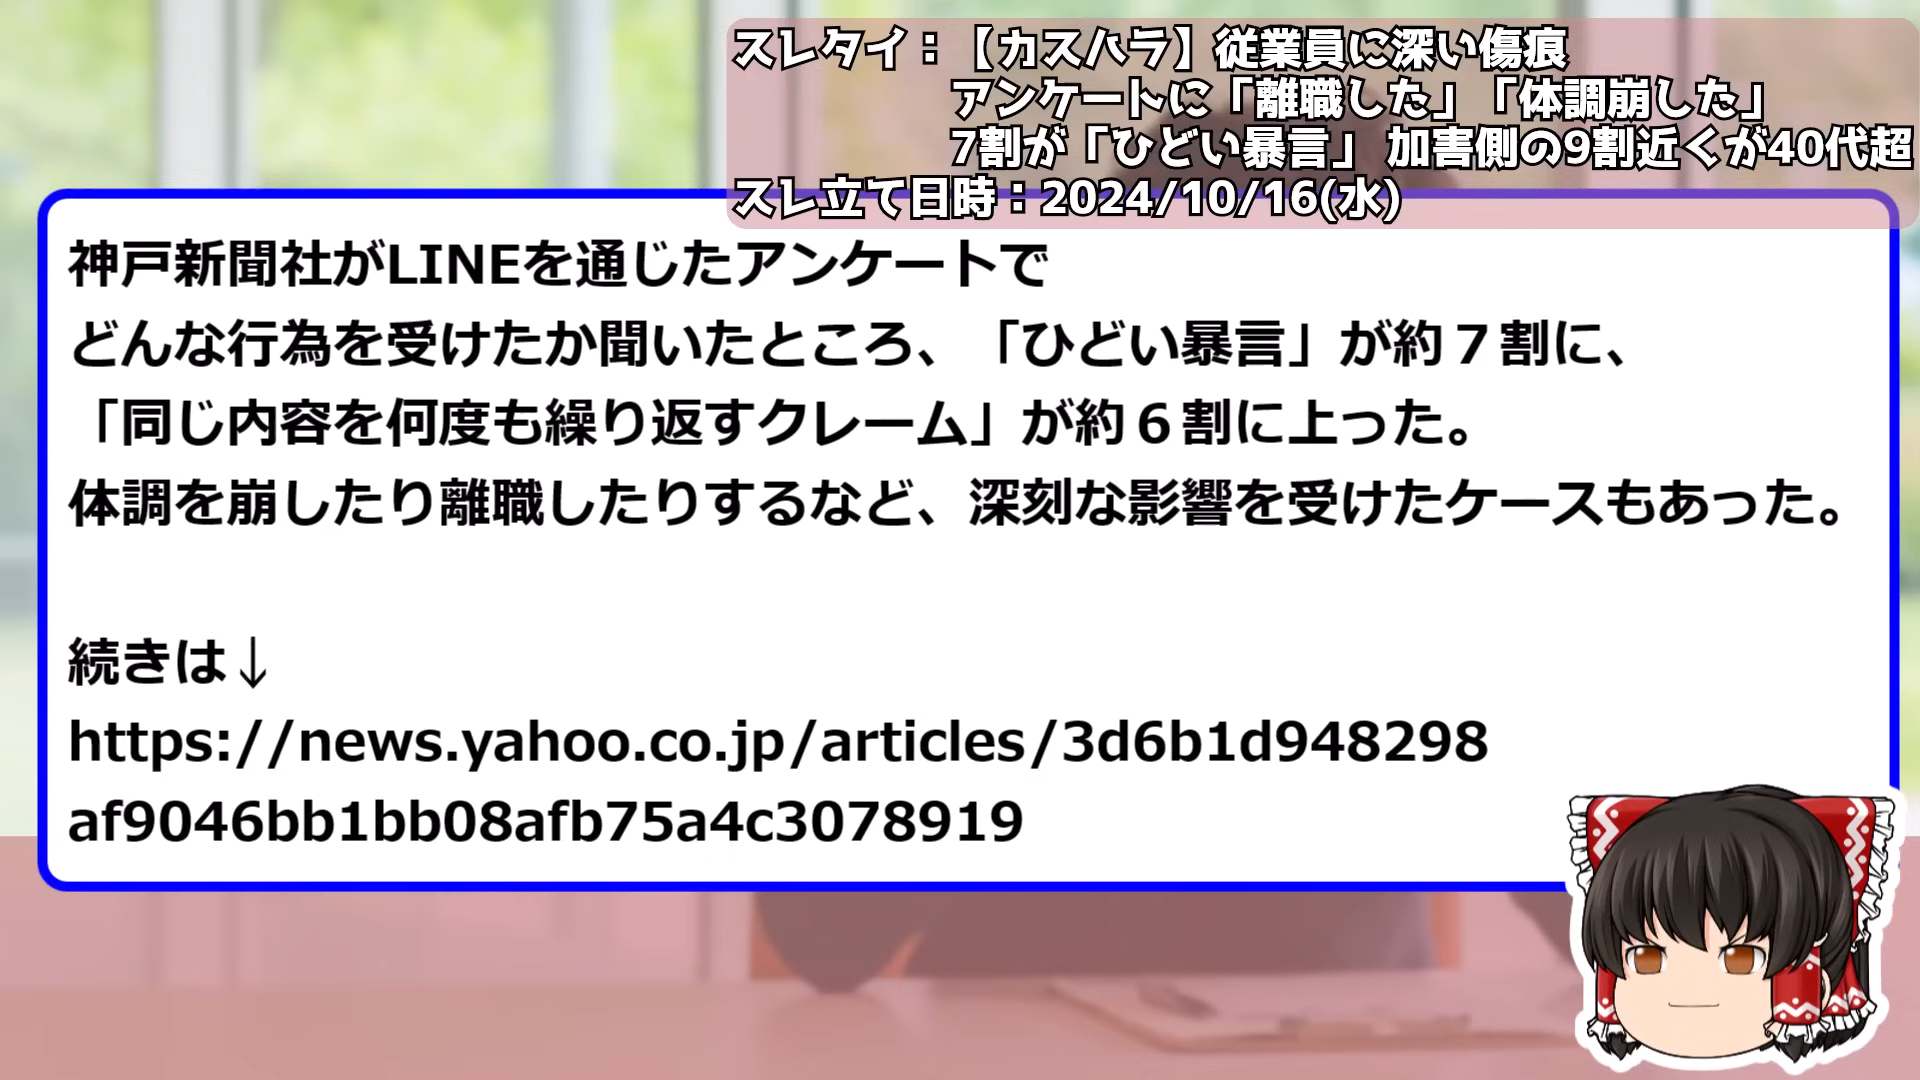 スレタイ：【カスハラ】従業員に深い傷痕
アンケートに「離職した」「体調崩した」
7割が「ひどい暴言」 加害側の9割近くが40代超
スレ立て日時：2024/10/16(水)
神戸新聞社がLINEを通じたアンケートで
どんな行為を受けたか聞いたところ、「ひどい暴言」が約７割に、
「同じ内容を何度も繰り返すクレーム」が約６割に上った。
体調を崩したり離職したりするなど、深刻な影響を受けたケースもあった。
続きは↓
https://news.yahoo.co.jp/articles/3d6b1d948298
af9046bb1bb08afb75a4c3078919